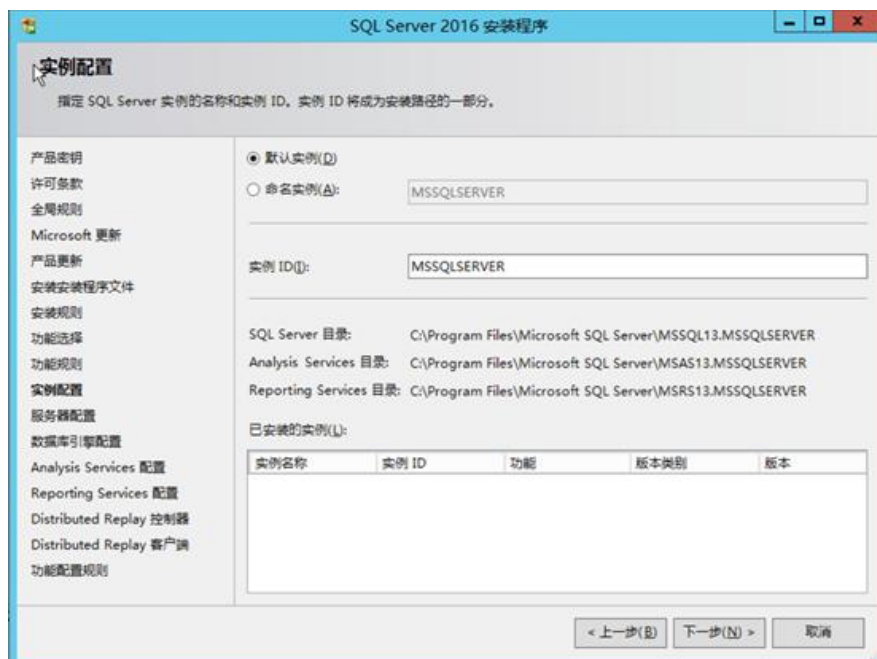 SQL Server 2016 安装程序
实例配置
指定 SQL Server 实例的名称和实例 ID。实例 ID 将成为安装路径的一部分。
产品密钥
许可条款
全局规则
Microsoft 更新
产品更新
安装安装程序文件
安装规则
功能选择
功能规则
实例配置
服务器配置
数据库引擎配置
Analysis Services 配置
Reporting Services 配置
Distributed Replay 控制器
Distributed Replay 客户端
功能配置规则
默认实例(D)
命名实例(A): MSSQLSERVER
实例 ID(I): MSSQLSERVER
SQL Server 目录: C:\Program Files\Microsoft SQL Server\MSSQL13.MSSQLSERVER
Analysis Services 目录: C:\Program Files\Microsoft SQL Server\MSAS13.MSSQLSERVER
Reporting Services 目录: C:\Program Files\Microsoft SQL Server\MSRS13.MSSQLSERVER
已安装的实例(L):
实例名称 实例 ID 功能 版本类别 版本
< 上一步(B) 下一步(N) > 取消